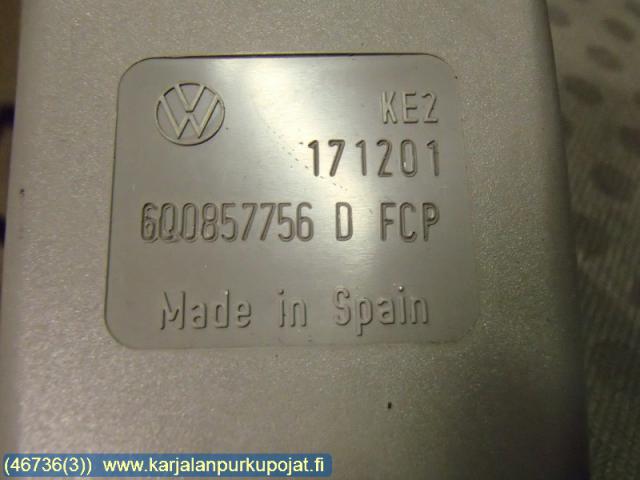 KE2
171201
6Q0857756 D FCP
Made in Spain
(46736(3)) www.karjalanpurkupojat.fi